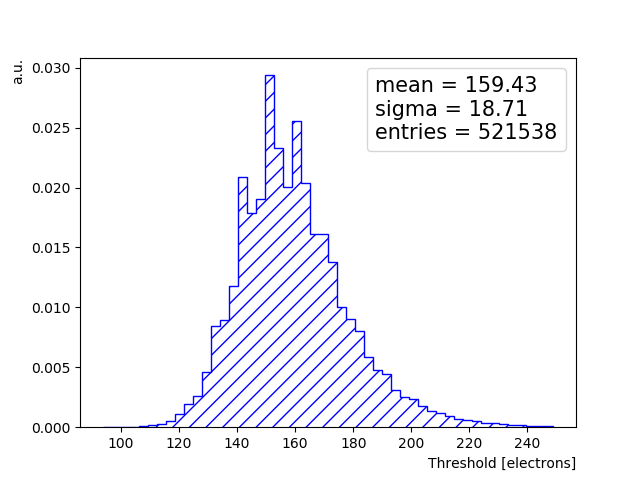 a.u.
0.030
0.025
0.020
0.015
0.010
0.005
0.000
mean = 159.43
sigma = 18.71
entries = 521538
100 120 140 160 180 200 220 240
Threshold [electrons]